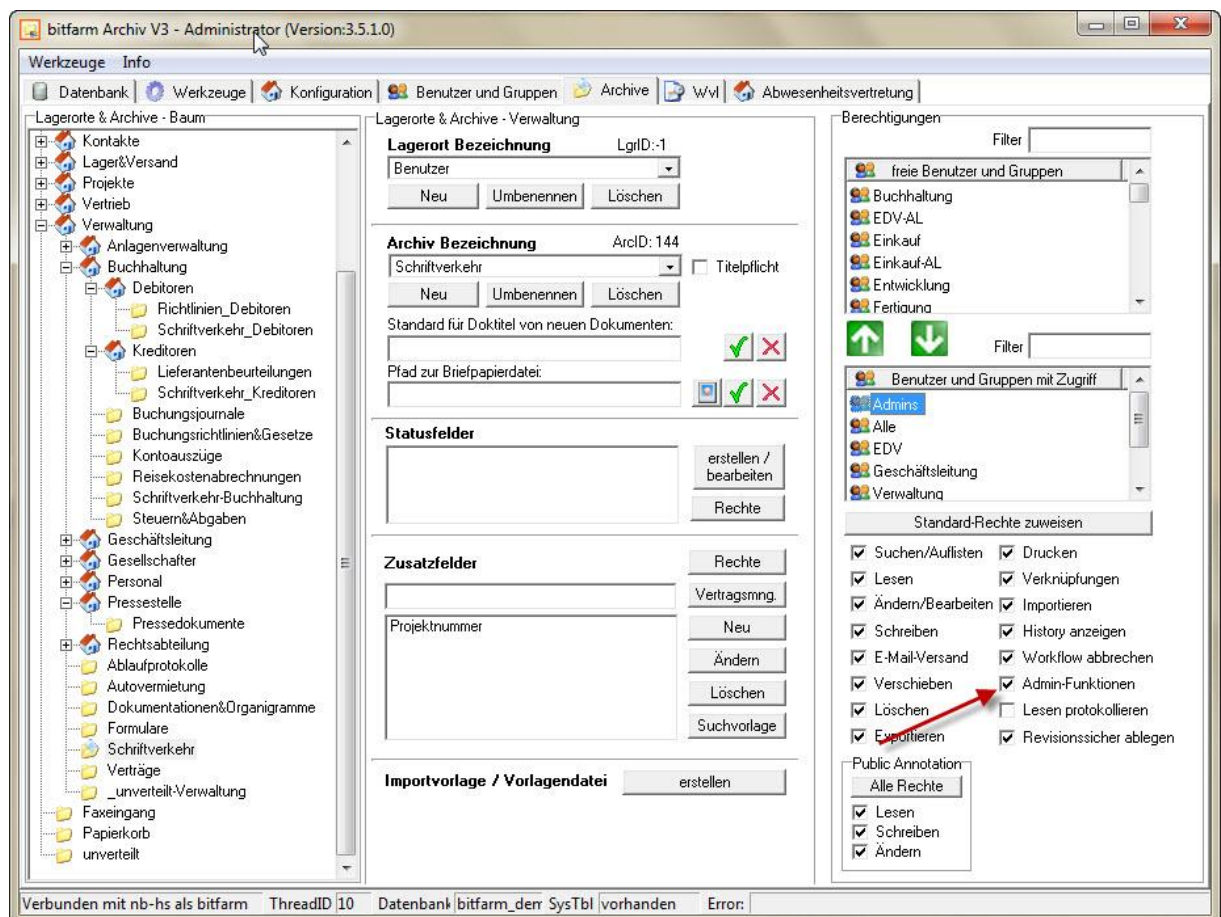 bitfarm Archiv V3 - Administrator (Version:3.5.1.0)
Werkzeuge Info
Datenbank Werkzeuge Konfiguration Benutzer und Gruppen Archive Wvl Abwesenheitsvertretung
Lagerorte & Archive - Baum
Kontakte
Lager&Versand
Projekte
Vertrieb
Verwaltung
Anlagenverwaltung
Buchhaltung
Debitoren
Richtlinien_Debitoren
Schriftverkehr_Debitoren
Kreditoren
Lieferantenbeurteilungen
Schriftverkehr_Kreditoren
Buchungsjournale
Buchungsrichtlinien&Gesetze
Kontoauszüge
Reisekostenabrechnungen
Schriftverkehr-Buchhaltung
Steuern&Abgaben
Geschäftsleitung
Gesellschafter
Personal
Pressestelle
Pressedokumente
Rechtsabteilung
Ablaufprotokolle
Autovermietung
Dokumentationen&Organigramme
Formulare
Schriftverkehr
Verträge
_unverteilt-Verwaltung
Faxeingang
Papierkorb
unverteilt
Lagerorte & Archive - Verwaltung
Lagerort Bezeichnung LgrID:-1
Benutzer
Neu Umbenennen Löschen
Archiv Bezeichnung ArcID: 144
Schriftverkehr Titelpflicht
Neu Umbenennen Löschen
Standard für Doktitel von neuen Dokumenten:
Pfad zur Briefpapierdatei:
Statusfelder
erstellen / bearbeiten
Rechte
Zusatzfelder Rechte
Vertragsmng.
Projektnummer Neu
Ändern
Löschen
Suchvorlage
Importvorlage / Vorlagendatei erstellen
Berechtigungen
Filter
freie Benutzer und Gruppen
Buchhaltung
EDV-AL
Einkauf
Einkauf-AL
Entwicklung
Fertigung
Filter
Benutzer und Gruppen mit Zugriff
Admins
Alle
EDV
Geschäftsleitung
Verwaltung
Standard-Rechte zuweisen
Suchen/Auflisten Drucken
Lesen Verknüpfungen
Ändern/Bearbeiten Importieren
Schreiben History anzeigen
E-Mail-Versand Workflow abbrechen
Verschieben Admin-Funktionen
Löschen Lesen protokollieren
Exportieren Revisionssicher ablegen
Public Annotation
Alle Rechte
Lesen
Schreiben
Ändern
Verbunden mit nb-hs als bitfarm ThreadID 10 Datenbank bitfarm_dem SysTbl vorhanden Error: